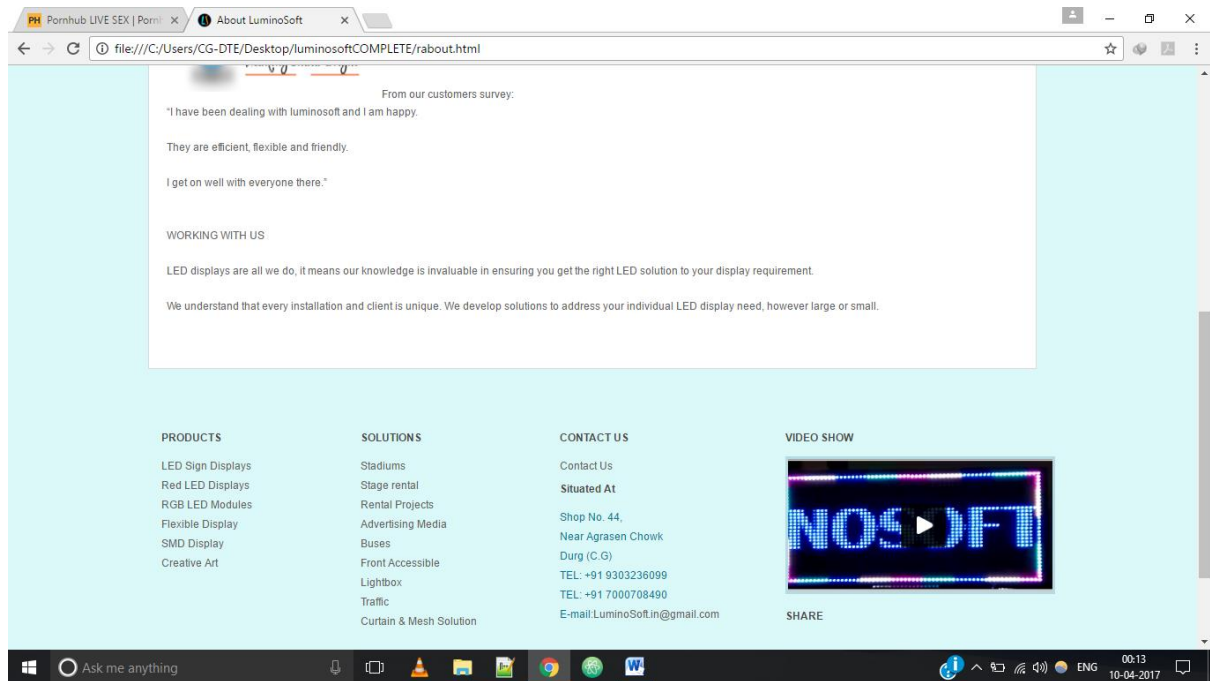 PH Pornhub LIVE SEX | Porn
About LuminoSoft
file:///C:/Users/CG-DTE/Desktop/luminosoftCOMPLETE/rabout.html
From our customers survey:
“I have been dealing with luminosoft and I am happy.
They are efficient, flexible and friendly.
I get on well with everyone there.”
WORKING WITH US
LED displays are all we do, it means our knowledge is invaluable in ensuring you get the right LED solution to your display requirement.
We understand that every installation and client is unique. We develop solutions to address your individual LED display need, however large or small.
PRODUCTS
LED Sign Displays
Red LED Displays
RGB LED Modules
Flexible Display
SMD Display
Creative Art
SOLUTIONS
Stadiums
Stage rental
Rental Projects
Advertising Media
Buses
Front Accessible
Lightbox
Traffic
Curtain & Mesh Solution
CONTACT US
Contact Us
Situated At
Shop No. 44,
Near Agrasen Chowk
Durg (C.G)
TEL: +91 9303236099
TEL: +91 7000708490
E-mail:LuminoSoft.in@gmail.com
VIDEO SHOW
NOSOFT
SHARE
Ask me anything
ENG
00:13
10-04-2017